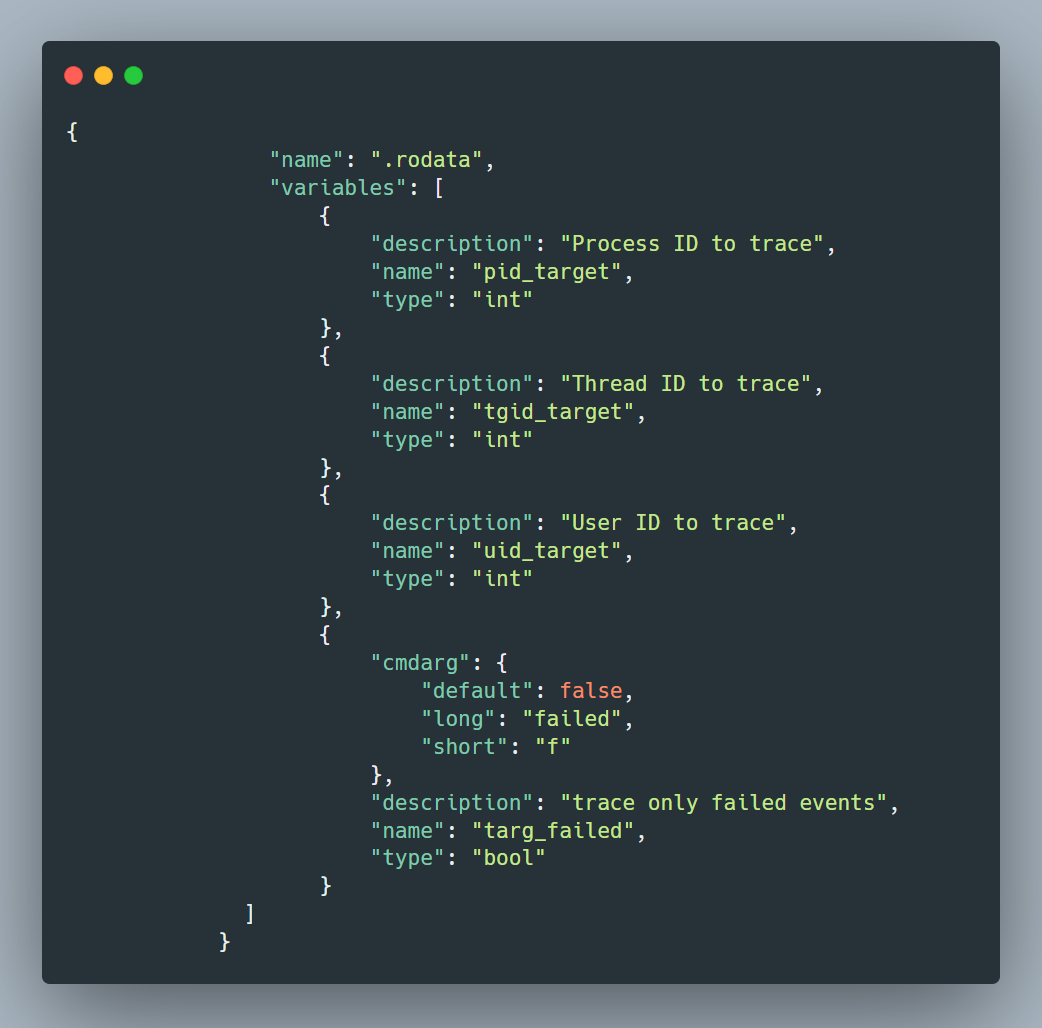 {
                "name": ".rodata",
                "variables": [
                    {
                        "description": "Process ID to trace",
                        "name": "pid_target",
                        "type": "int"
                    },
                    {
                        "description": "Thread ID to trace",
                        "name": "tgid_target",
                        "type": "int"
                    },
                    {
                        "description": "User ID to trace",
                        "name": "uid_target",
                        "type": "int"
                    },
                    {
                        "cmdarg": {
                            "default": false,
                            "long": "failed",
                            "short": "f"
                        },
                        "description": "trace only failed events",
                        "name": "targ_failed",
                        "type": "bool"
                    }
              ]
            }